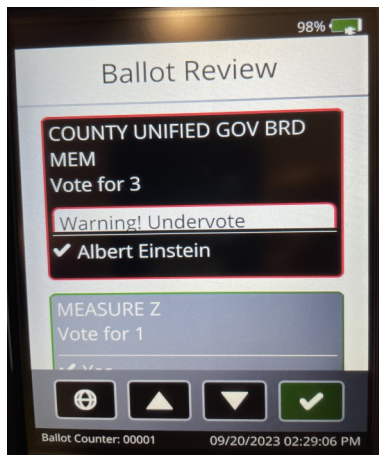 98%
Ballot Review
COUNTY UNIFIED GOV BRD
MEM
Vote for 3
Warning! Undervote
✔ Albert Einstein
MEASURE Z
Vote for 1
✔ Yes
Ballot Counter: 00001
09/20/2023 02:29:06 PM